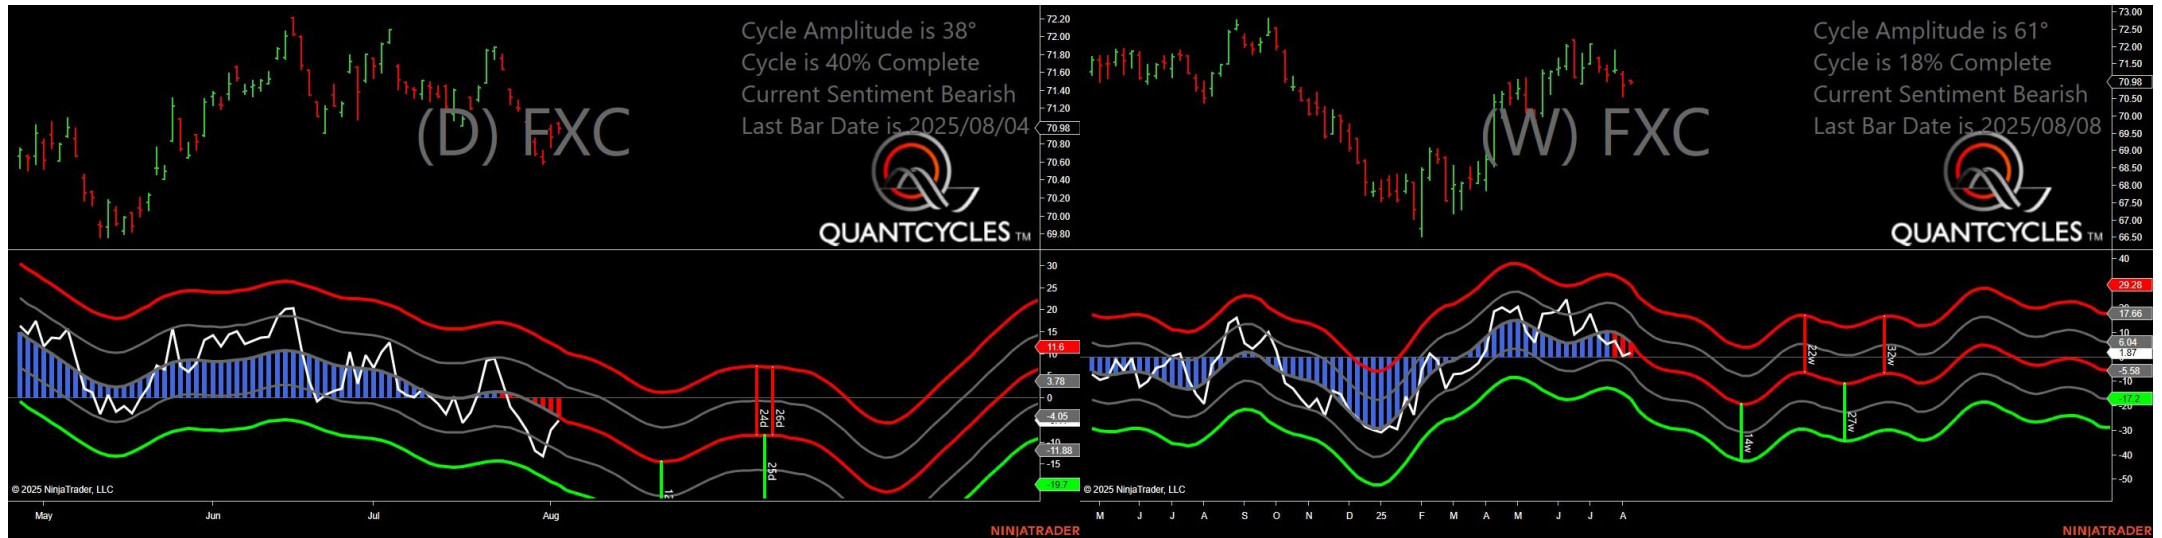 Cycle Amplitude is 38°
Cycle is 40% Complete
Current Sentiment Bearish
Last Bar Date is 2025/08/04
(D) FXC
QUANTCYCLES TM
72.20
72.00
71.80
71.60
71.40
71.20
70.98
70.80
70.60
70.40
70.20
70.00
69.80
30
25
20
15
11.6
10
5
3.78
0
-4.05
-10
-11.88
-15
-19.7
24d
26d
25d
12
© 2025 NinjaTrader, LLC
May Jun Jul Aug
NINJATRADER
Cycle Amplitude is 61°
Cycle is 18% Complete
Current Sentiment Bearish
Last Bar Date is 2025/08/08
(W) FXC
QUANTCYCLES TM
73.00
72.50
72.00
71.50
70.98
70.50
70.00
69.50
69.00
68.50
68.00
67.50
67.00
66.50
40
29.28
17.66
10
6.04
1.87
-5.58
-10
-17.2
-20
-30
-40
-50
22w
32w
14w
27w
© 2025 NinjaTrader, LLC
M J J A S O N D 25 F M A M J J A
NINJATRADER